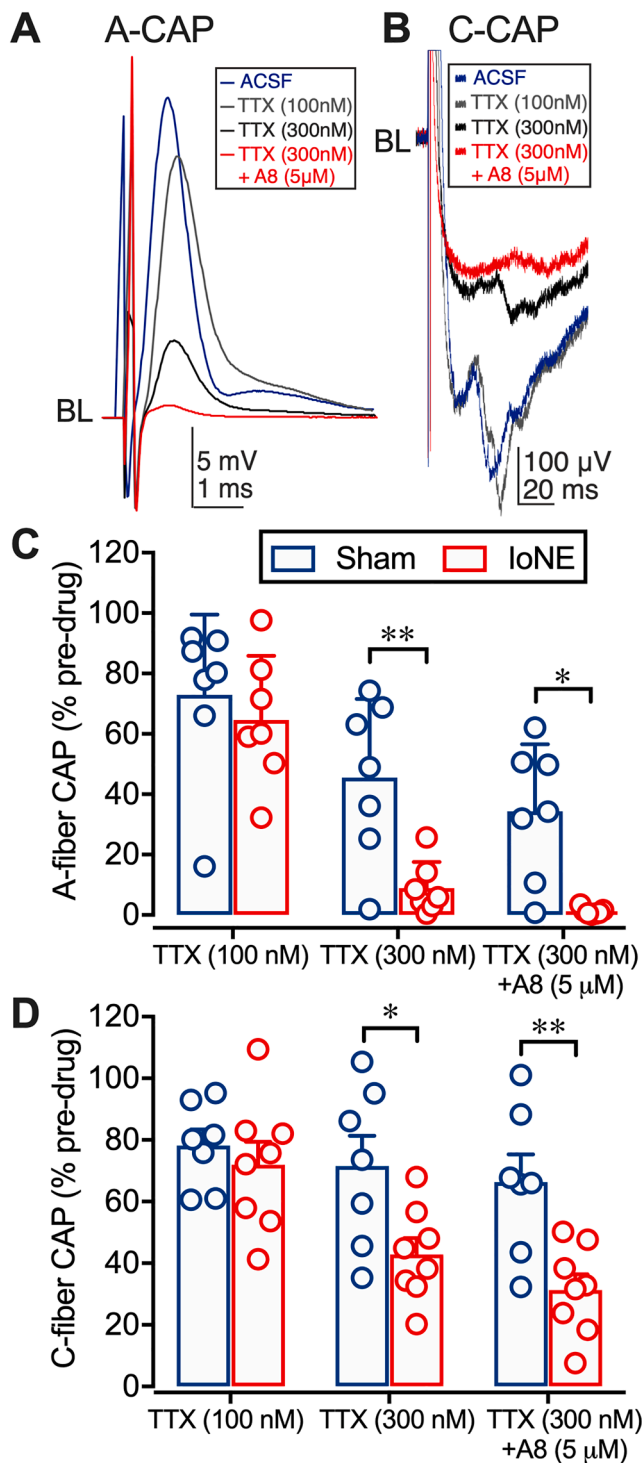 A A-CAP
ACSF
TTX (100nM)
TTX (300nM)
TTX (300nM)
+ A8 (5µM)
BL
5 mV
1 ms
B C-CAP
ACSF
TTX (100nM)
TTX (300nM)
TTX (300nM)
+ A8 (5µM)
BL
100 µV
20 ms
C
Sham IoNE
A-fiber CAP (% pre-drug)
120
100
80
60
40
20
0
**
*
TTX (100 nM) TTX (300 nM) TTX (300 nM)
+A8 (5 µM)
D
C-fiber CAP (% pre-drug)
120
100
80
60
40
20
0
*
**
TTX (100 nM) TTX (300 nM) TTX (300 nM)
+A8 (5 µM)